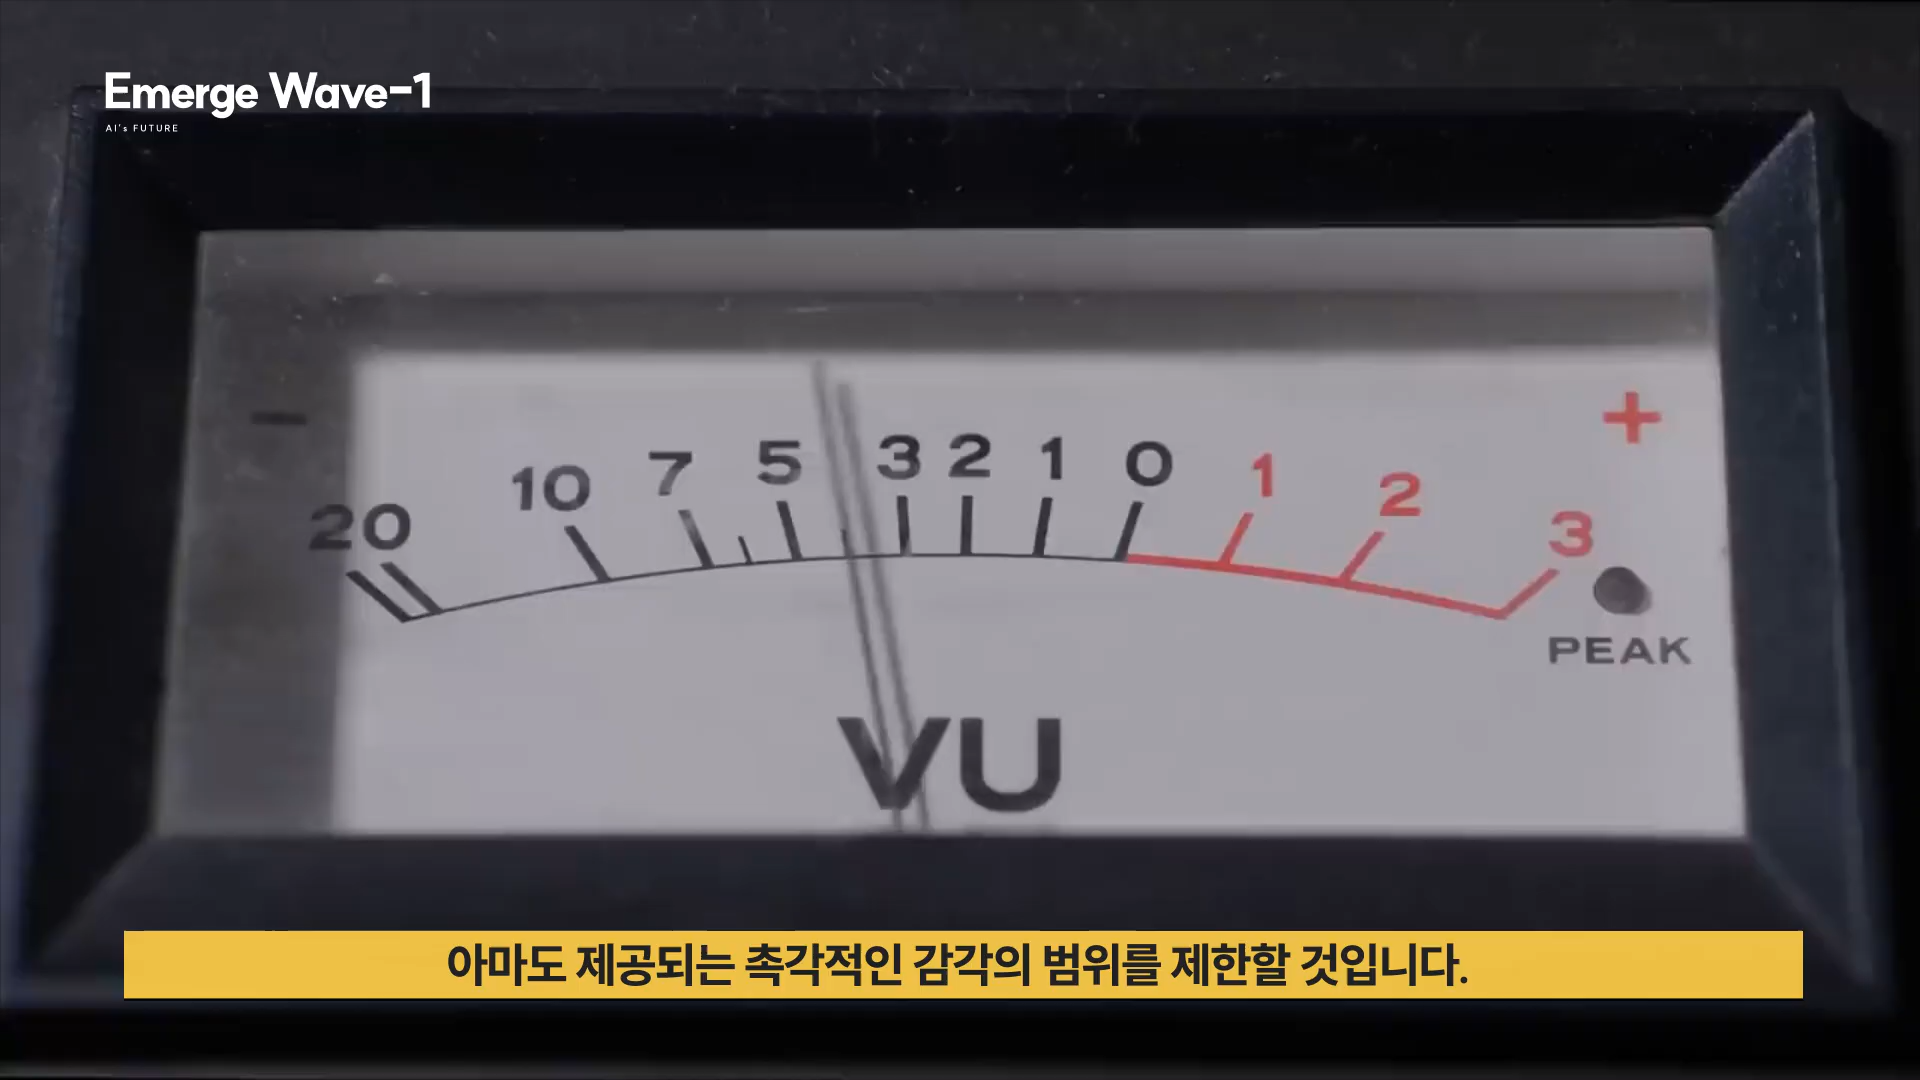 Emerge Wave-1
AI's FUTURE
− +
20 10 7 5 3 2 1 0 1 2 3
PEAK
VU
아마도 제공되는 촉각적인 감각의 범위를 제한할 것입니다.